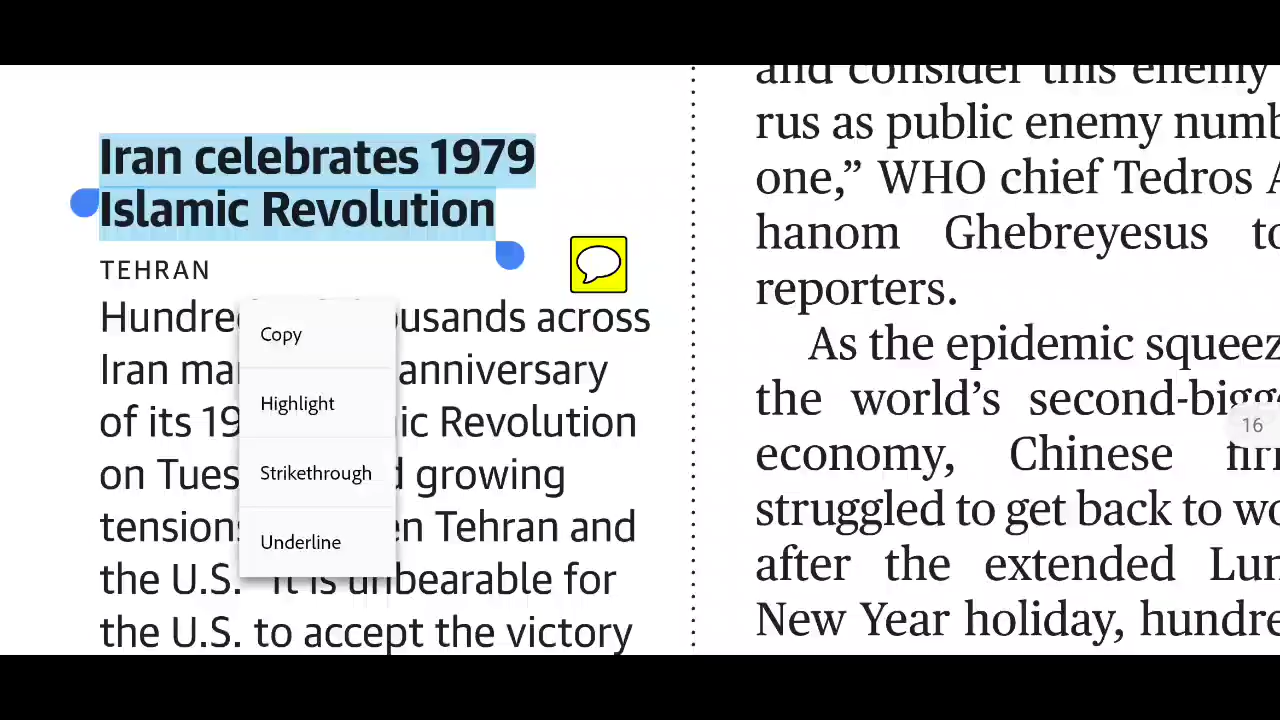 Iran celebrates 1979
Islamic Revolution
TEHRAN
Hundre ousands across
Iran ma anniversary
of its 19 ic Revolution
on Tues d growing
tensions en Tehran and
the U.S. "It is unbearable for
the U.S. to accept the victory
Copy
Highlight
Strikethrough
Underline
and consider this enemy
rus as public enemy numb
one,” WHO chief Tedros A
hanom Ghebreyesus to
reporters.
As the epidemic squeez
the world’s second-bigge
economy, Chinese firm
struggled to get back to wo
after the extended Lun
New Year holiday, hundre
16